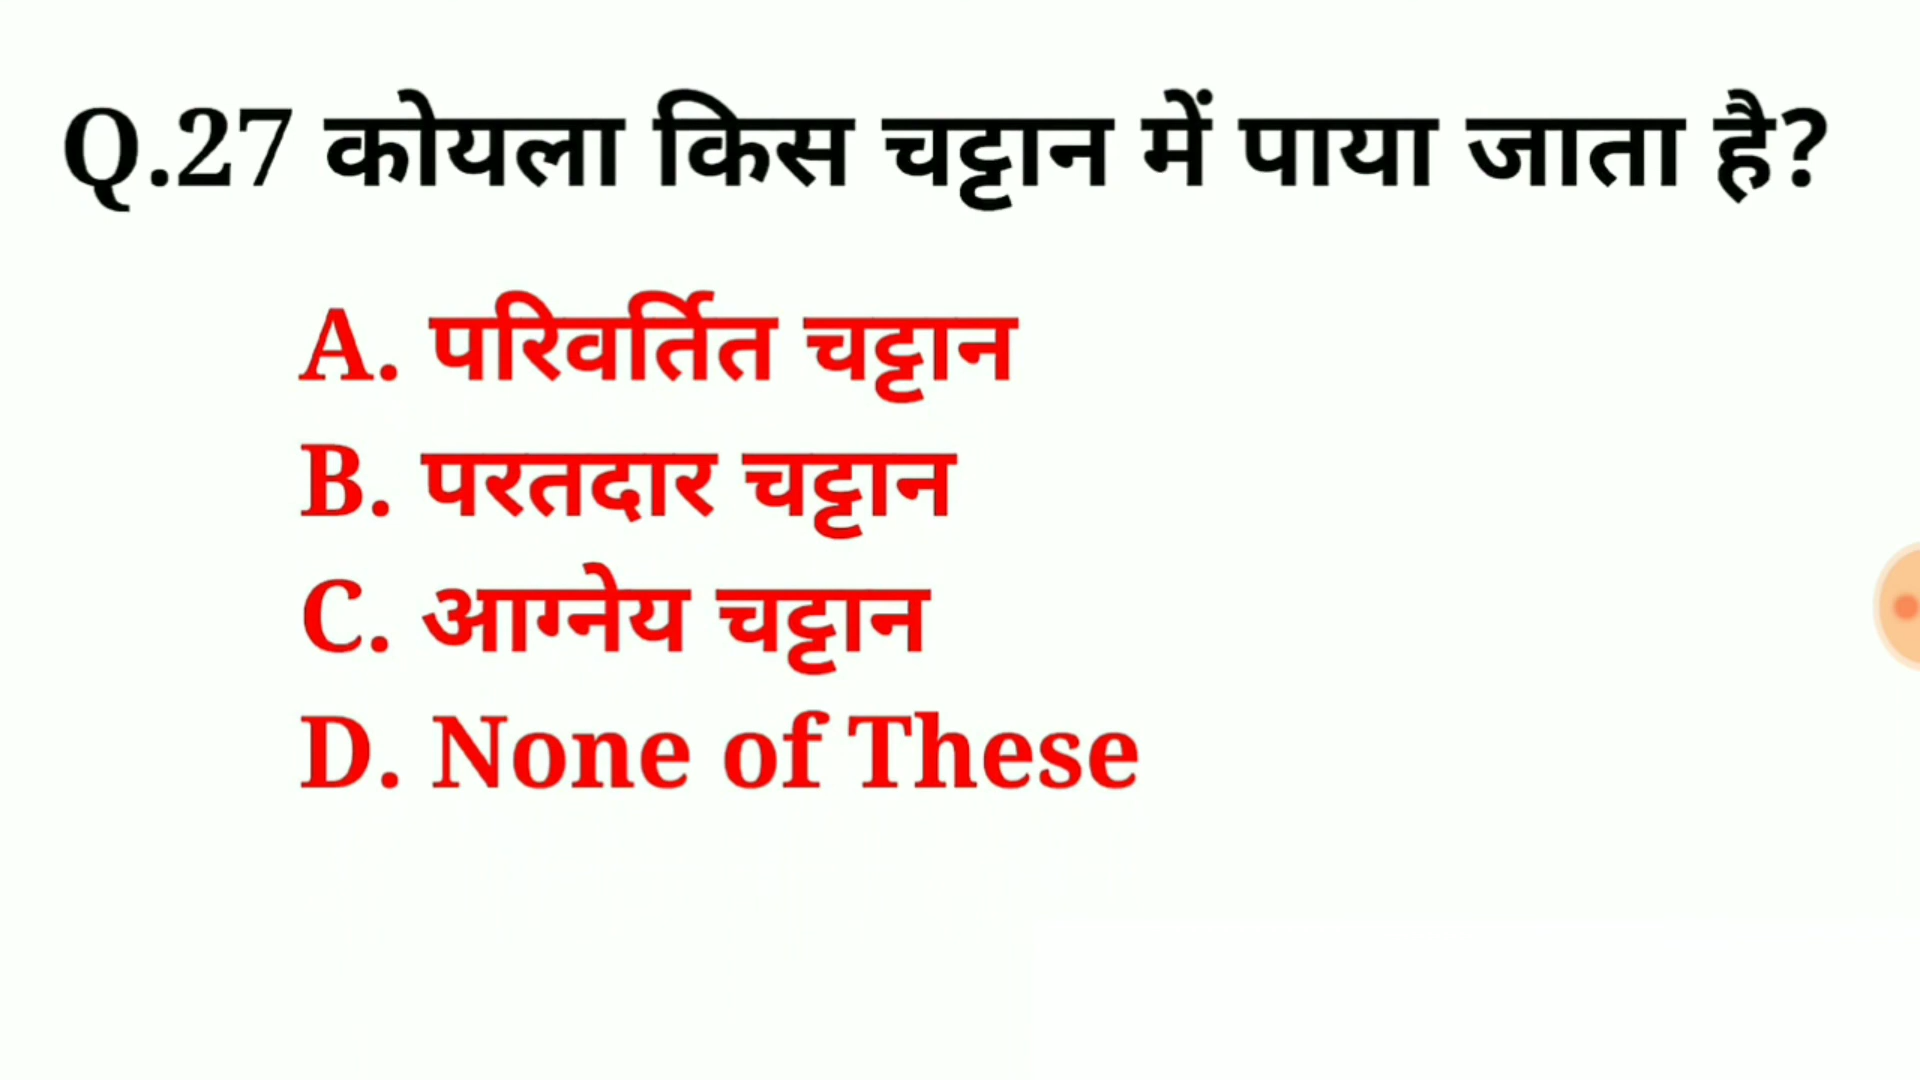 Q.27 कोयला किस चट्टान में पाया जाता है?
A. परिवर्तित चट्टान
B. परतदार चट्टान
C. आग्नेय चट्टान
D. None of These